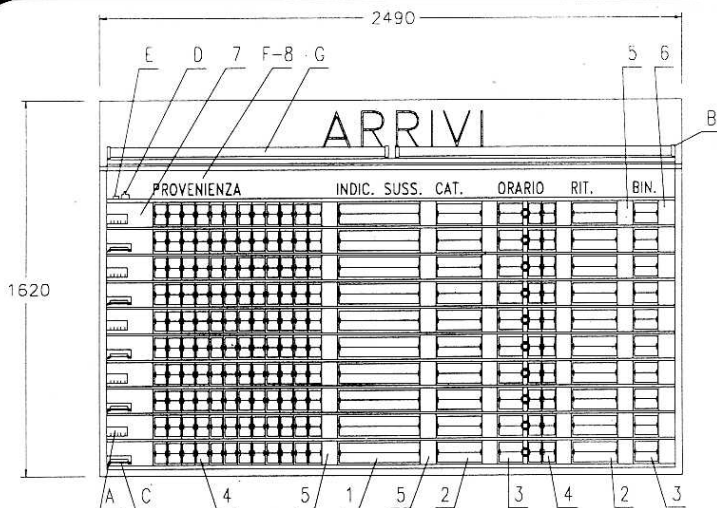 2490
E D 7 F-8 G 5 6
B
ARRIVI
PROVENIENZA INDIC. SUSS. CAT. ORARIO RIT. BIN.
1620
A C 4 5 1 5 2 3 4 2 3